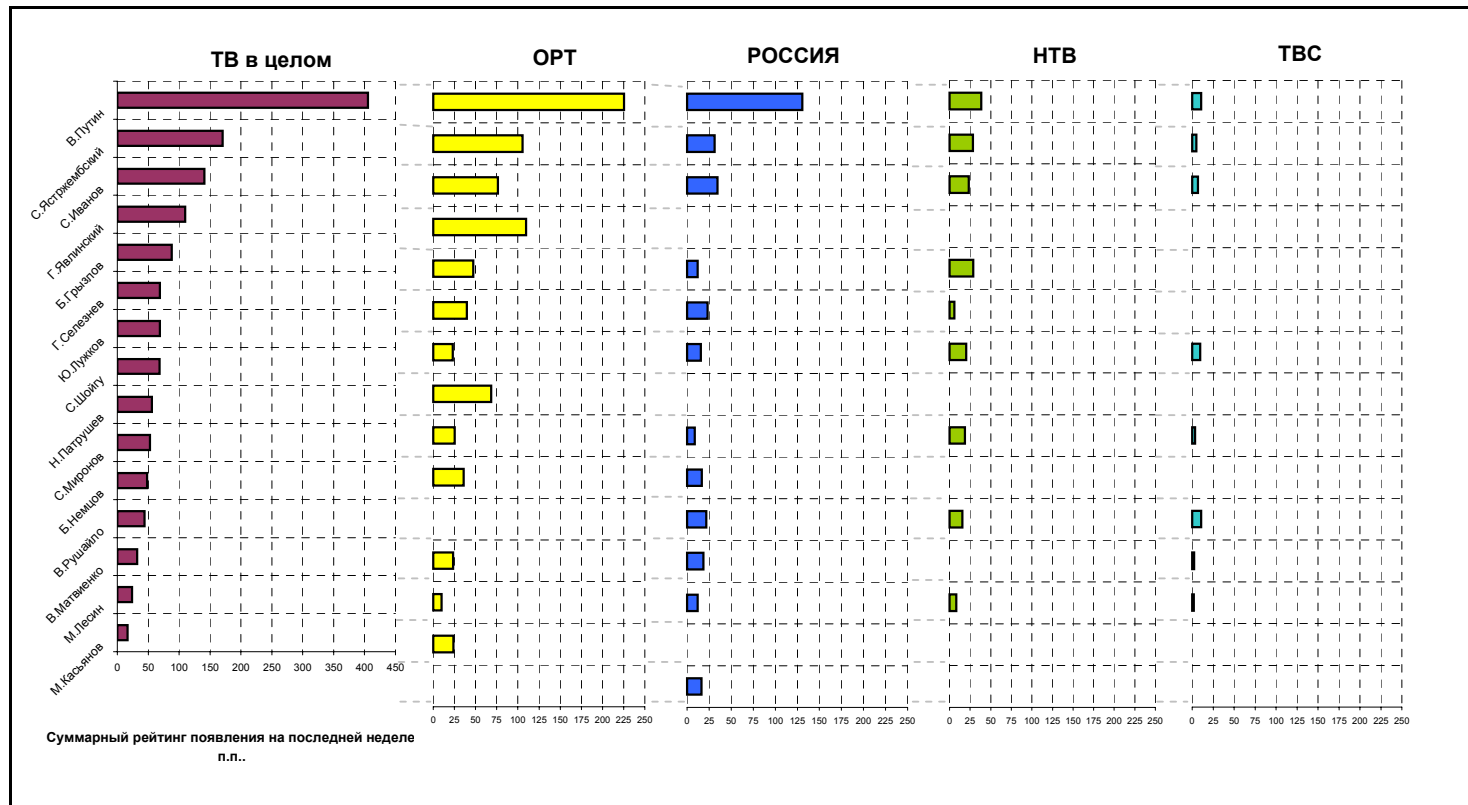 ТВ в целом
ОРТ
РОССИЯ
НТВ
ТВС
В.Путин
С.Ястржембский
С.Иванов
Г.Явлинский
Б.Грызлов
Г.Селезнев
Ю.Лужков
С.Шойгу
Н.Патрушев
С.Миронов
Б.Немцов
В.Рушайло
В.Матвиенко
М.Лесин
М.Касьянов
0 50 100 150 200 250 300 350 400 450
0 25 50 75 100 125 150 175 200 225 250
0 25 50 75 100 125 150 175 200 225 250
0 25 50 75 100 125 150 175 200 225 250
0 25 50 75 100 125 150 175 200 225 250
Суммарный рейтинг появления на последней неделе
п.п..